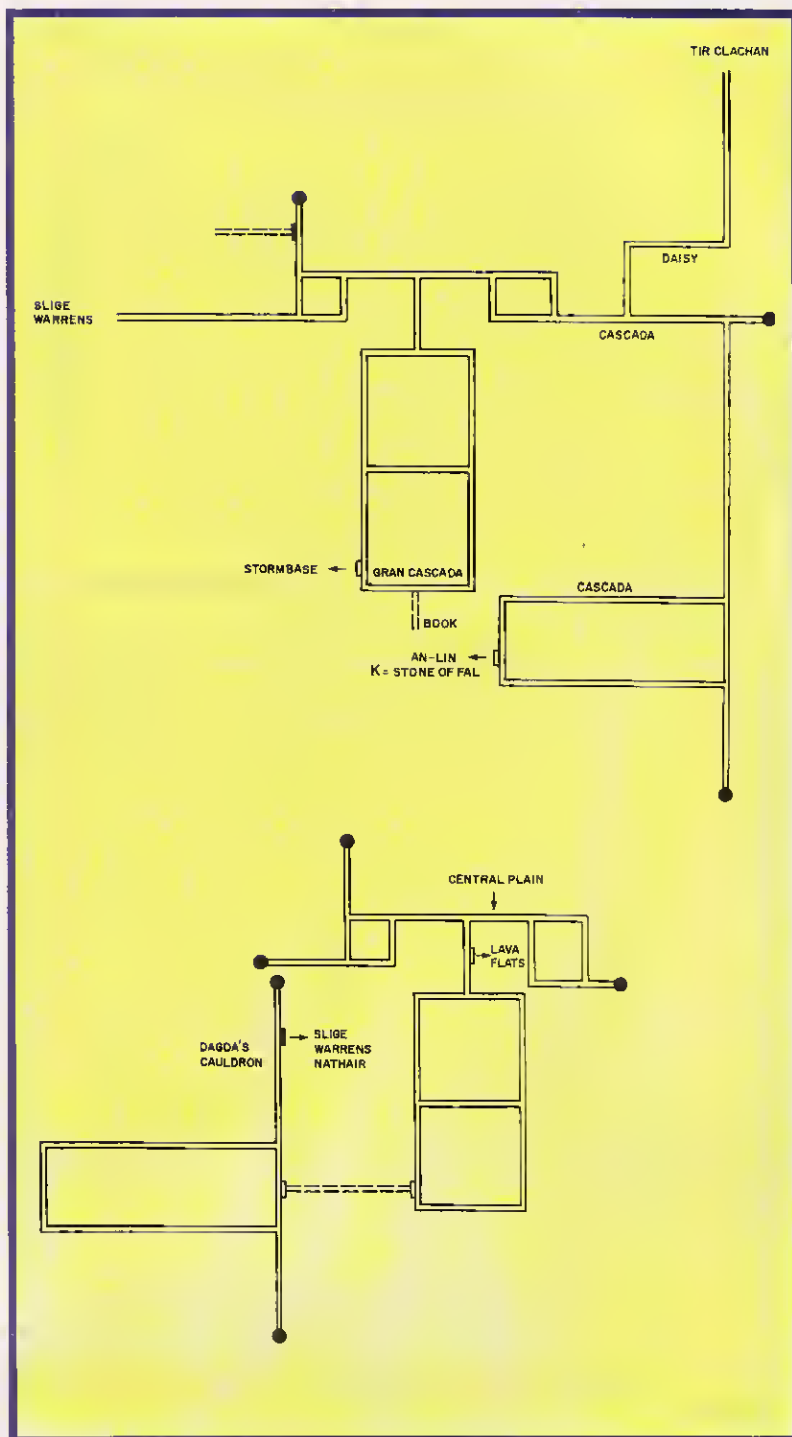 TIR CLACHAN
DAISY
SLIGE
WARRENS
CASCADA
STORMBASE
GRAN CASCADA
BOOK
CASCADA
AN-LIN
K = STONE OF FAL
CENTRAL PLAIN
LAVA
FLATS
DAGDA'S
CAULDRON
SLIGE
WARRENS
NATHAIR